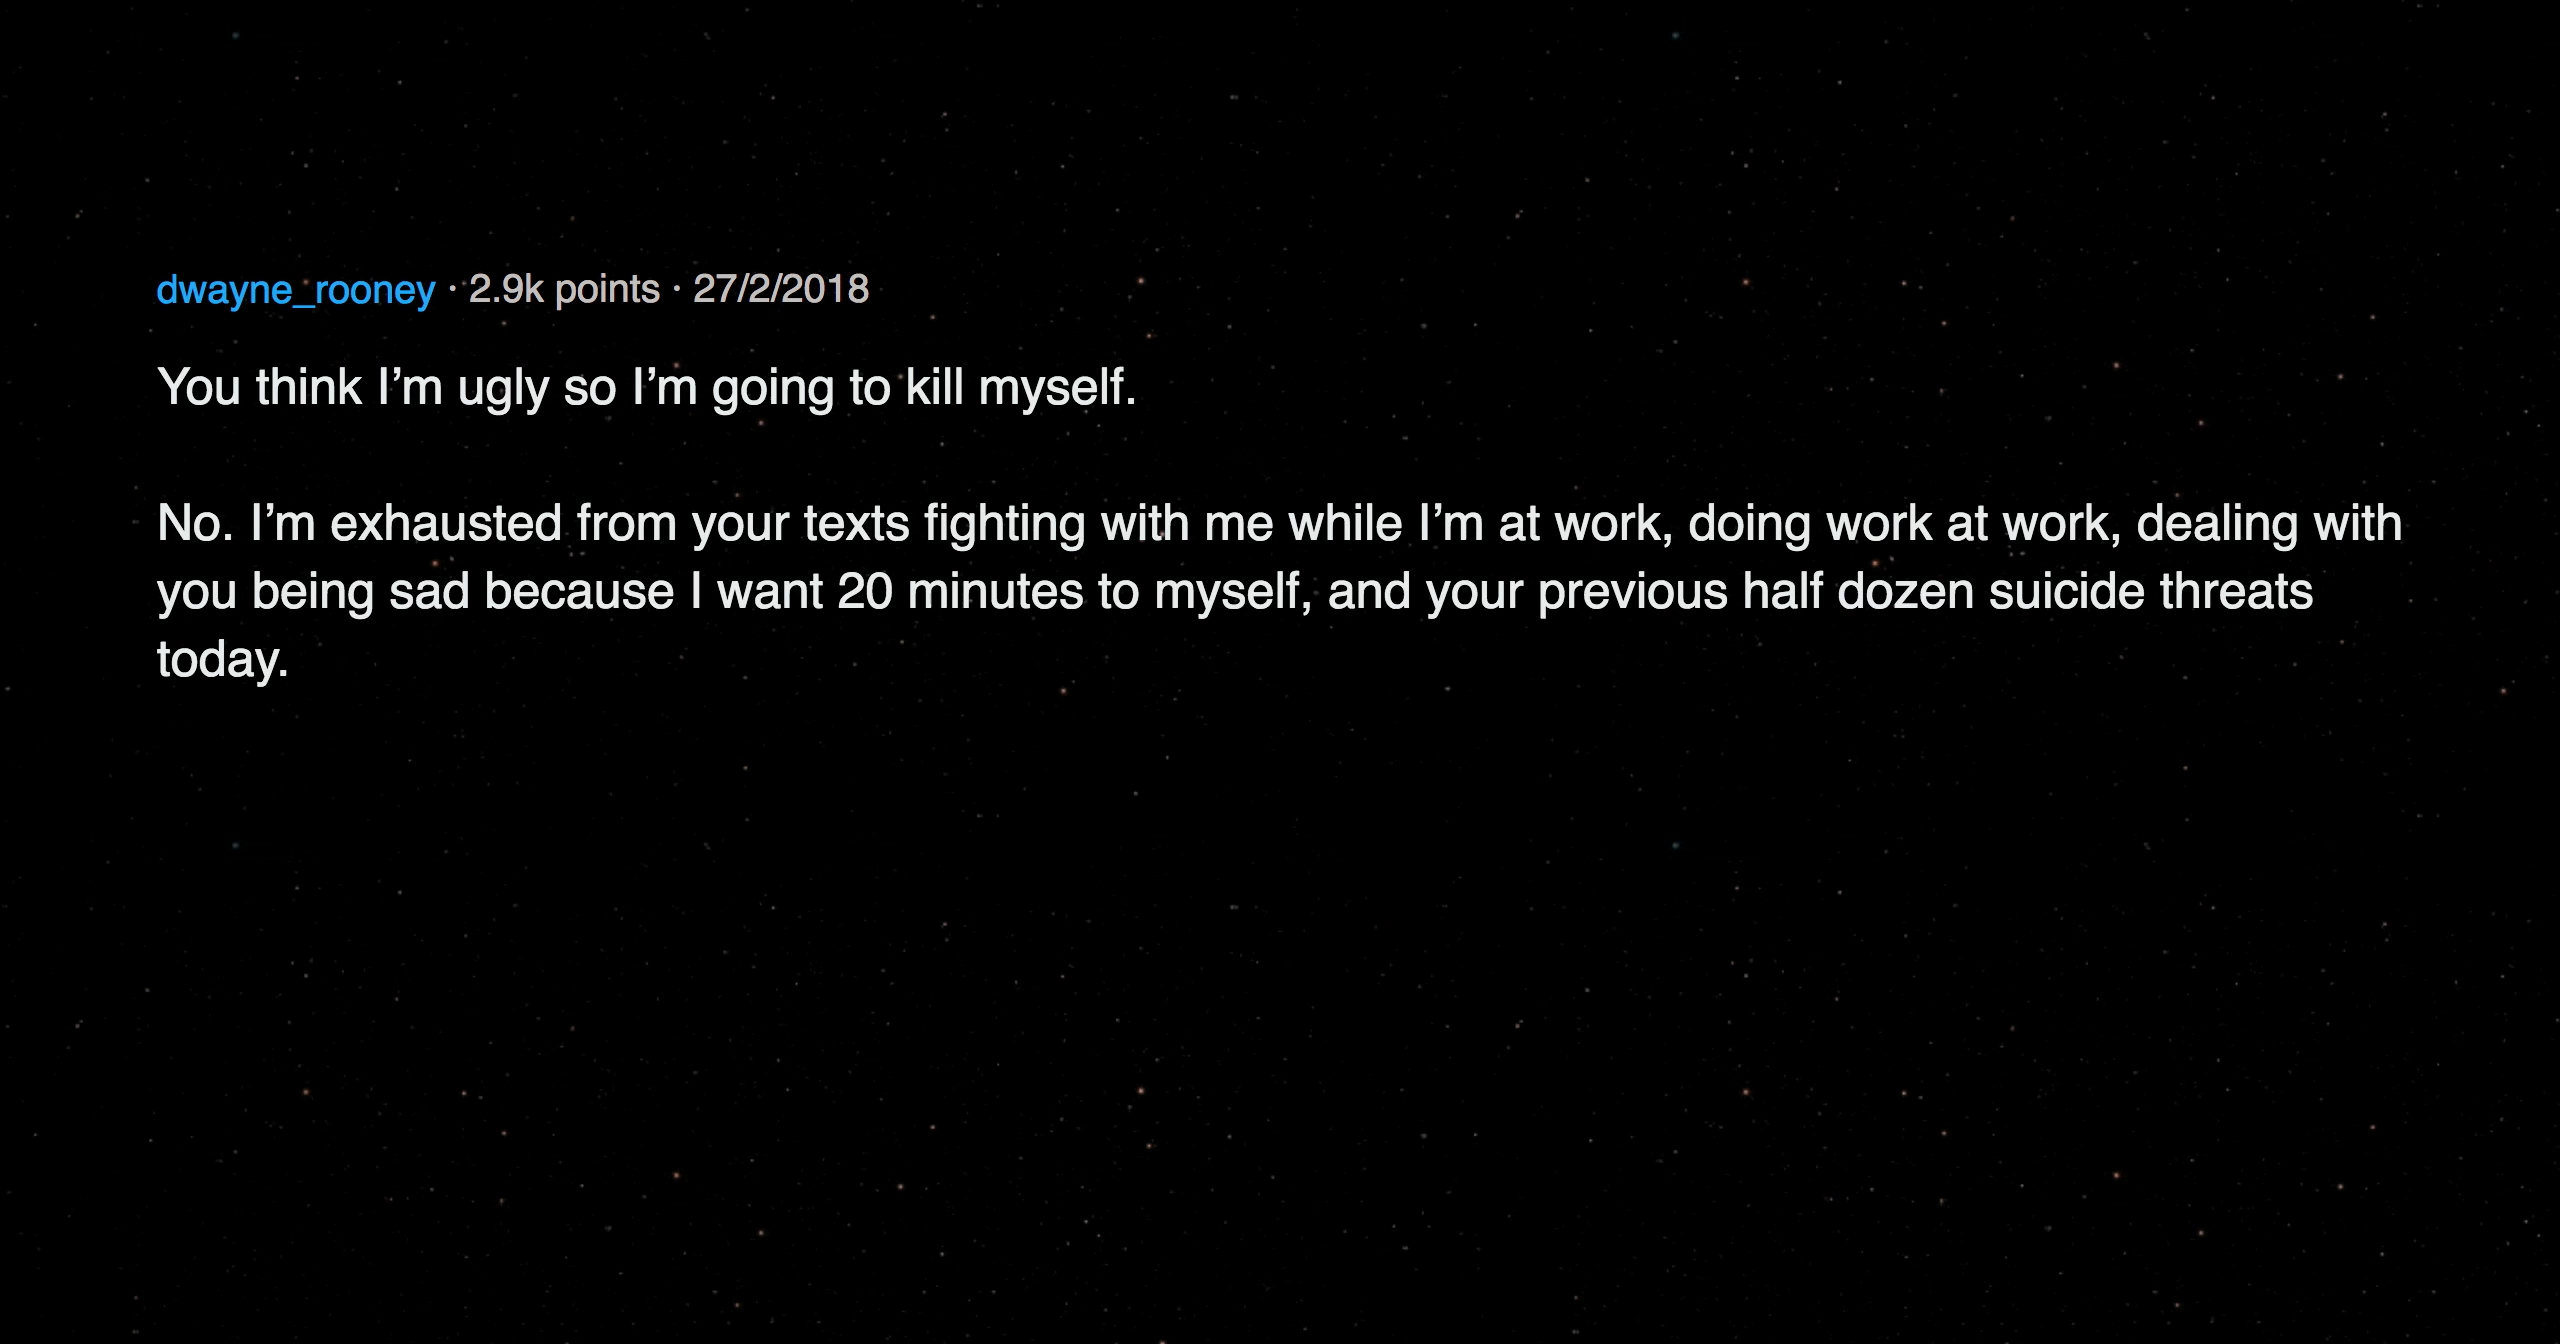 dwayne_rooney · 2.9k points · 27/2/2018
You think I’m ugly so I’m going to kill myself.
No. I’m exhausted from your texts fighting with me while I’m at work, doing work at work, dealing with
you being sad because I want 20 minutes to myself, and your previous half dozen suicide threats
today.